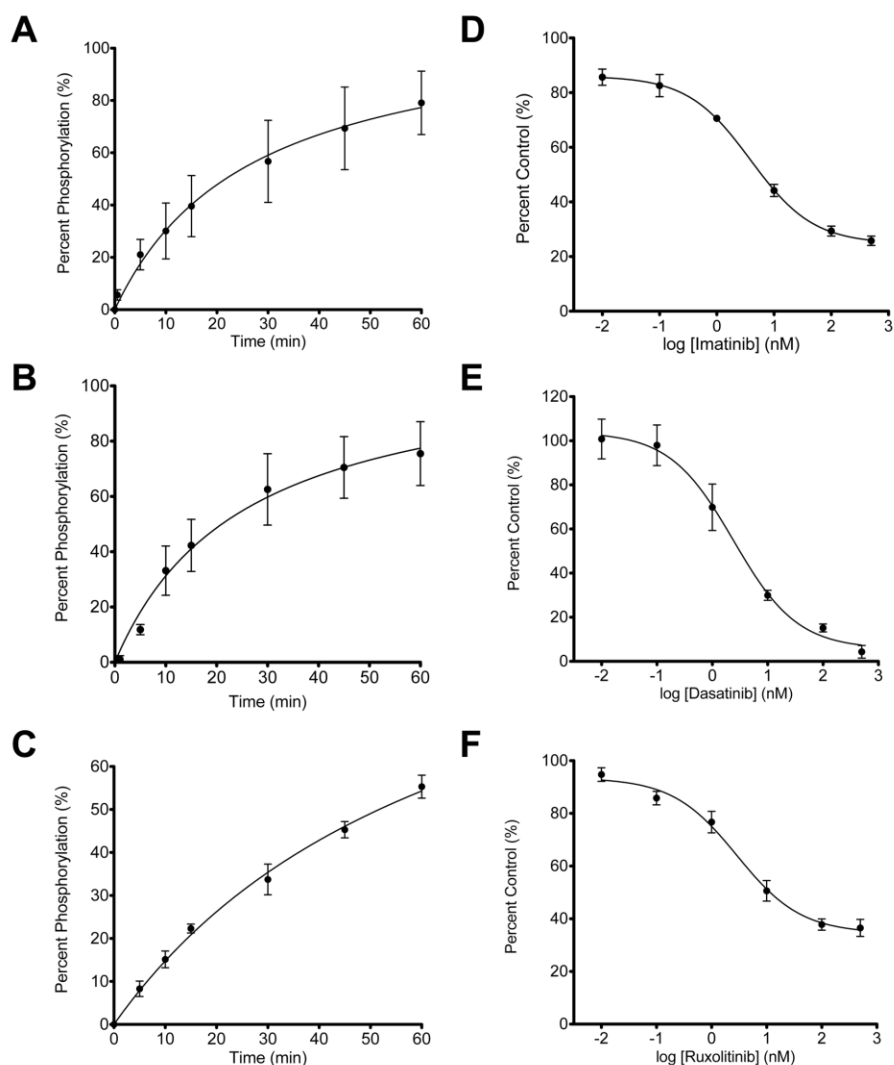 A
Percent Phosphorylation (%)
100
80
60
40
20
0
0 10 20 30 40 50 60
Time (min)
D
Percent Control (%)
100
80
60
40
20
0
-2 -1 0 1 2 3
log [Imatinib] (nM)
B
Percent Phosphorylation (%)
100
80
60
40
20
0
0 10 20 30 40 50 60
Time (min)
E
Percent Control (%)
120
100
80
60
40
20
0
-2 -1 0 1 2 3
log [Dasatinib] (nM)
C
Percent Phosphorylation (%)
60
50
40
30
20
10
0
0 10 20 30 40 50 60
Time (min)
F
Percent Control (%)
100
80
60
40
20
0
-2 -1 0 1 2 3
log [Ruxolitinib] (nM)